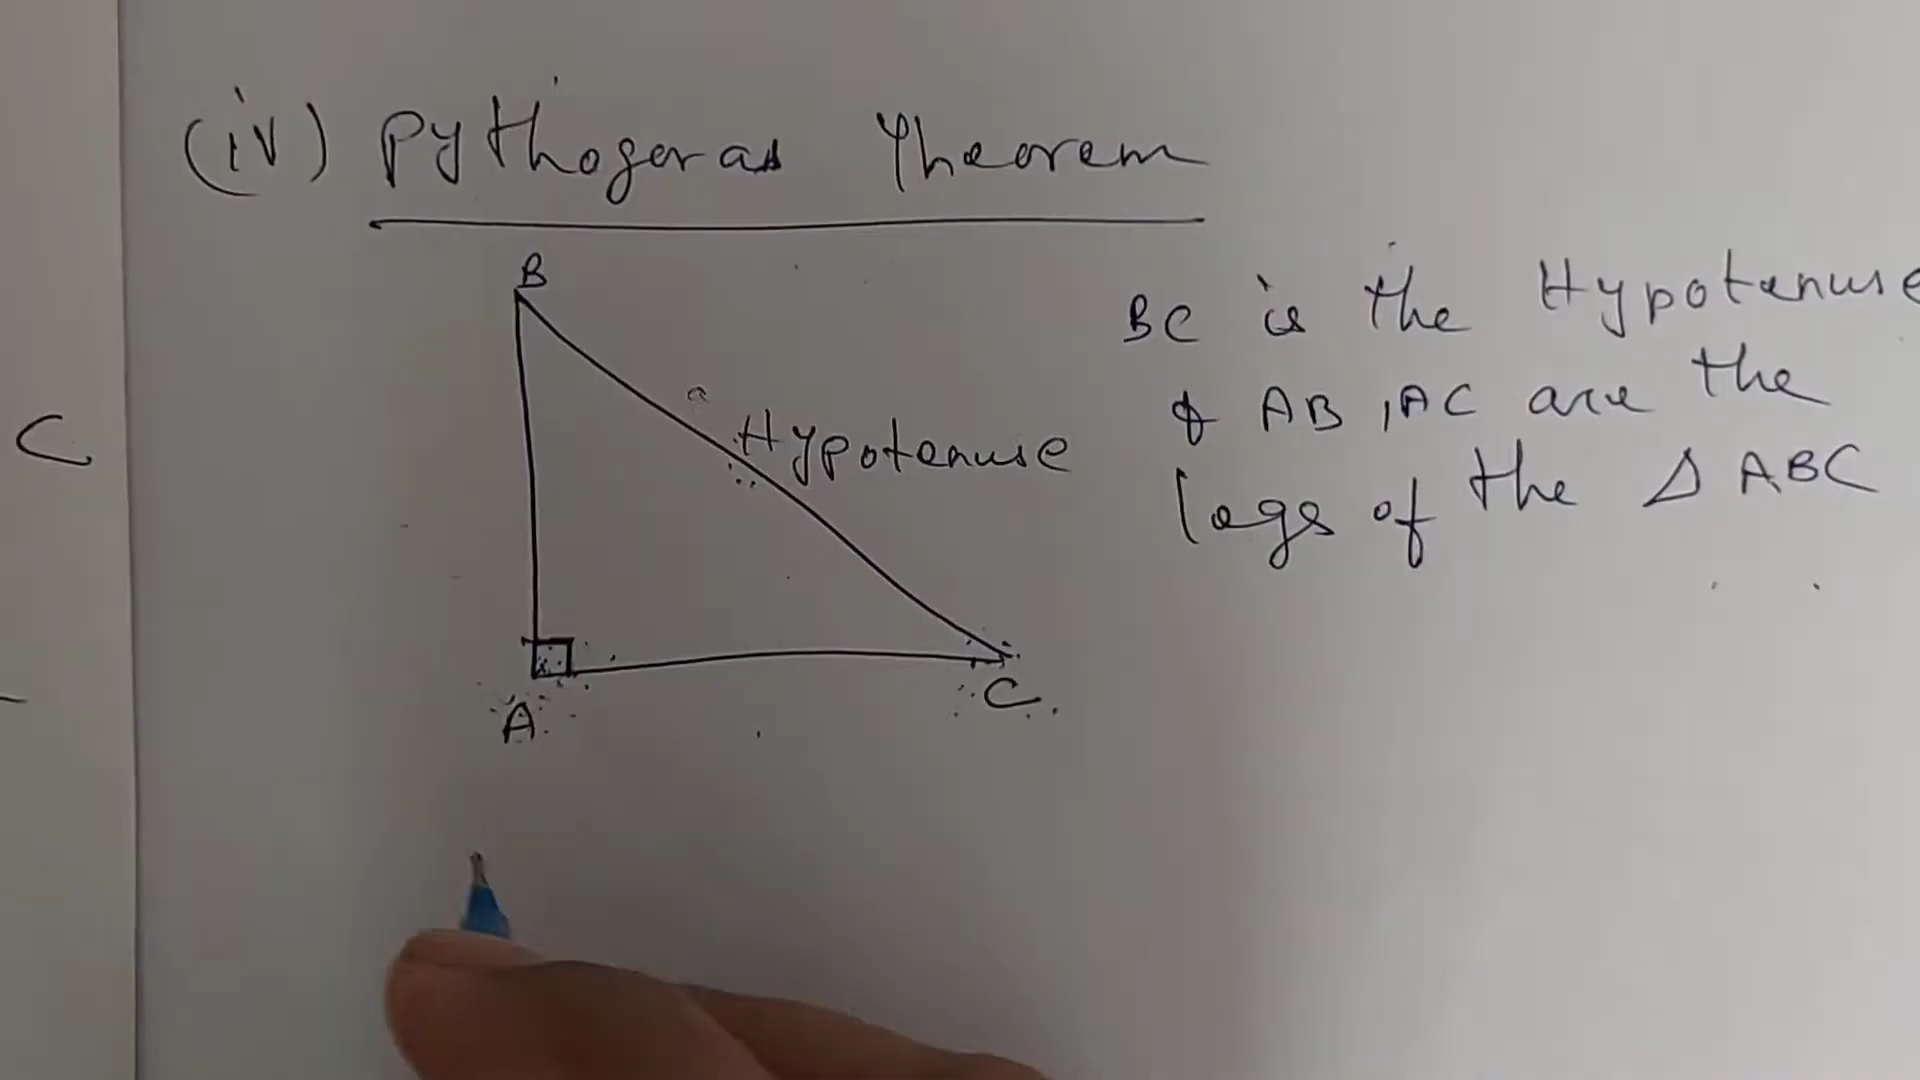 (iv) Pythogeras Theorem
B
BC is the Hypotenuse
a
& AB, AC are the
Hypotenuse
legs of the Δ ABC
C
A
C